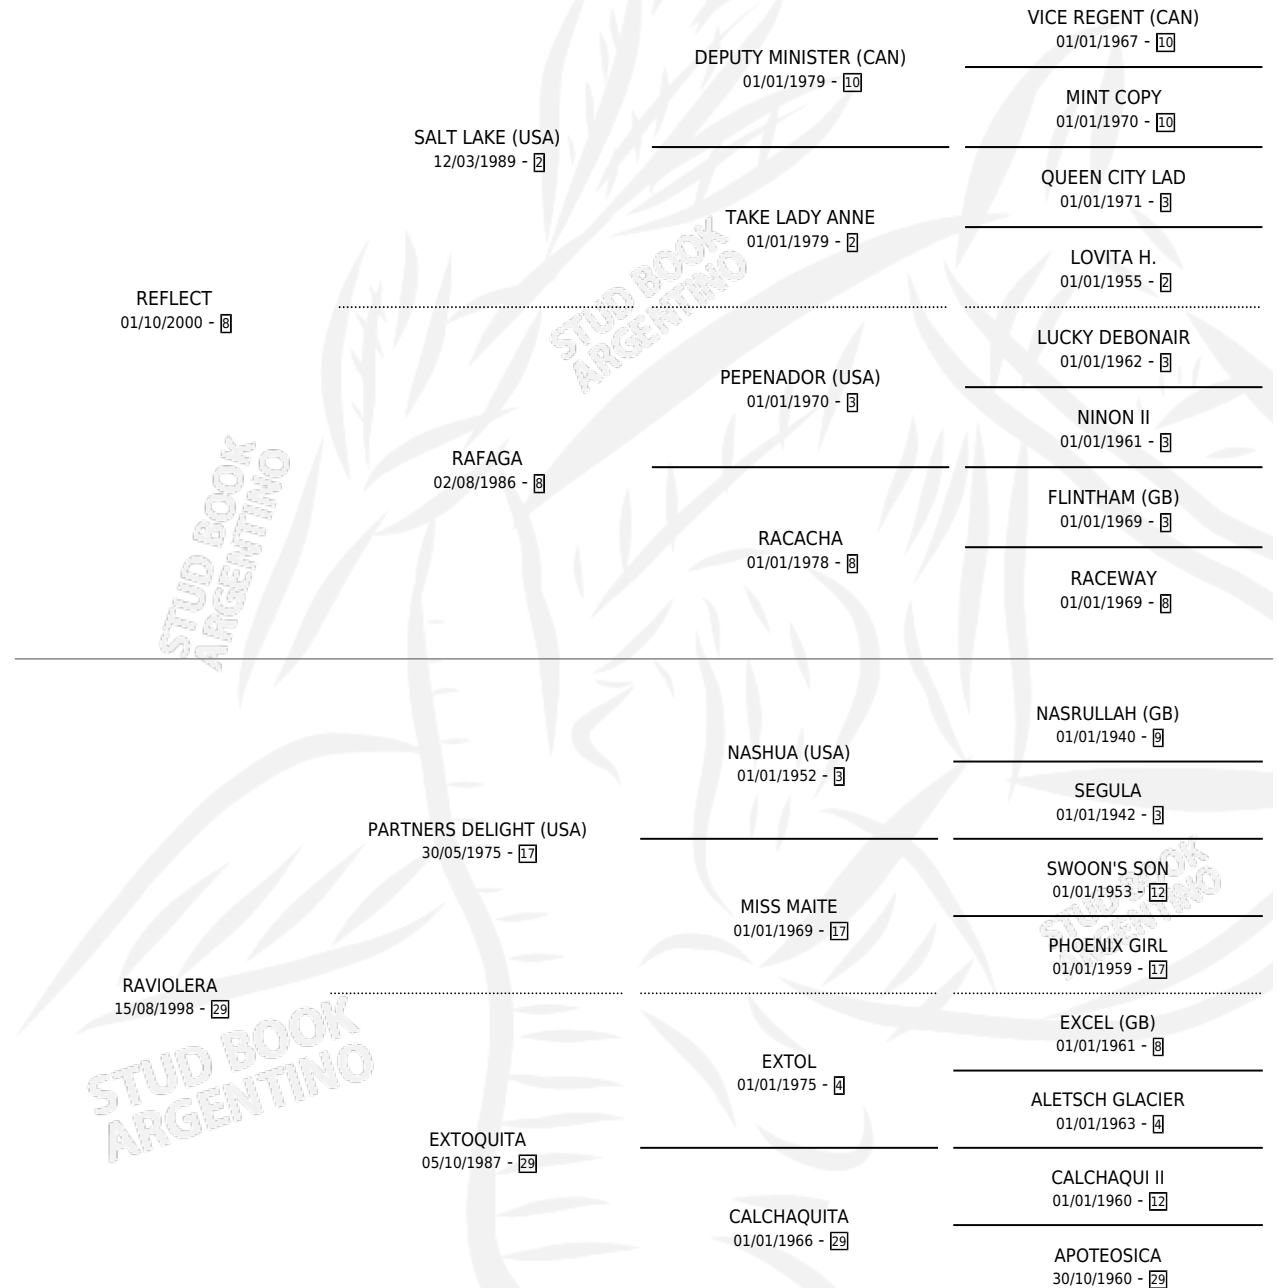 VICE REGENT (CAN)
01/01/1967 - 10
DEPUTY MINISTER (CAN)
01/01/1979 - 10
MINT COPY
01/01/1970 - 10
SALT LAKE (USA)
12/03/1989 - 2
QUEEN CITY LAD
01/01/1971 - 3
TAKE LADY ANNE
01/01/1979 - 2
LOVITA H.
01/01/1955 - 2
REFLECT
01/10/2000 - 8
LUCKY DEBONAIR
01/01/1962 - 3
PEPENADOR (USA)
01/01/1970 - 3
NINON II
01/01/1961 - 3
RAFAGA
02/08/1986 - 8
FLINTHAM (GB)
01/01/1969 - 3
RACACHA
01/01/1978 - 8
RACEWAY
01/01/1969 - 8
STUD BOOK
ARGENTINO
STUD BOOK
ARGENTINO
NASRULLAH (GB)
01/01/1940 - 9
NASHUA (USA)
01/01/1952 - 3
SEGULA
01/01/1942 - 3
PARTNERS DELIGHT (USA)
30/05/1975 - 17
SWOON'S SON
01/01/1953 - 12
MISS MAITE
01/01/1969 - 17
PHOENIX GIRL
01/01/1959 - 17
STUD BOOK
ARGENTINO
RAVIOLERA
15/08/1998 - 29
EXCEL (GB)
01/01/1961 - 8
EXTOL
01/01/1975 - 4
ALETSCH GLACIER
01/01/1963 - 4
STUD BOOK
ARGENTINO
EXTOQUITA
05/10/1987 - 29
CALCHAQUI II
01/01/1960 - 12
CALCHAQUITA
01/01/1966 - 29
APOTEOSICA
30/10/1960 - 29